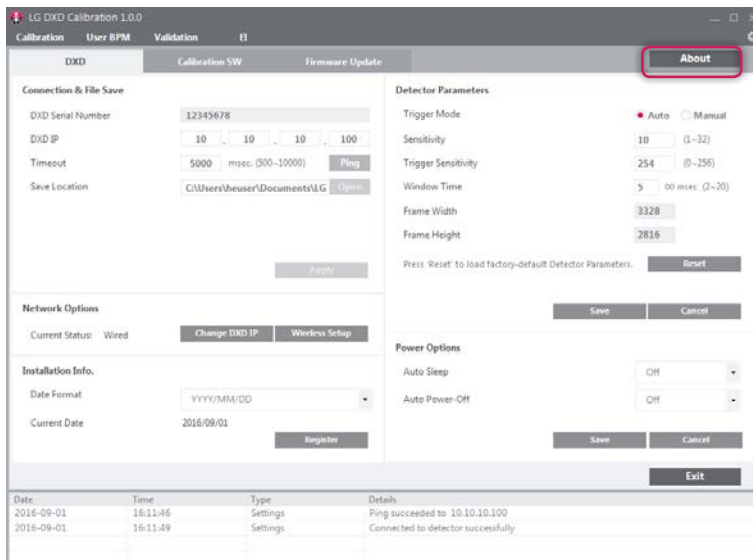 LG DXD Calibration 1.0.0
Calibration User BPM Validation EI
DXD Calibration SW Firmware Update About
Connection & File Save
DXD Serial Number 12345678
DXD IP 10 . 10 . 10 . 100
Timeout 5000 msec. (500~10000) Ping
Save Location C:\Users\heuser\Documents\LG Open
Apply
Network Options
Current Status: Wired Change DXD IP Wireless Setup
Installation Info.
Date Format YYYY/MM/DD
Current Date 2016/09/01
Register
Detector Parameters
Trigger Mode Auto Manual
Sensitivity 10 (1~32)
Trigger Sensitivity 254 (0~256)
Window Time 5 00 msec (2~20)
Frame Width 3328
Frame Height 2816
Press 'Reset' to load factory-default Detector Parameters. Reset
Save Cancel
Power Options
Auto Sleep Off
Auto Power-Off Off
Save Cancel
Exit
Date Time Type Details
2016-09-01 16:11:46 Settings Ping succeeded to 10.10.10.100
2016-09-01 16:11:49 Settings Connected to detector successfully